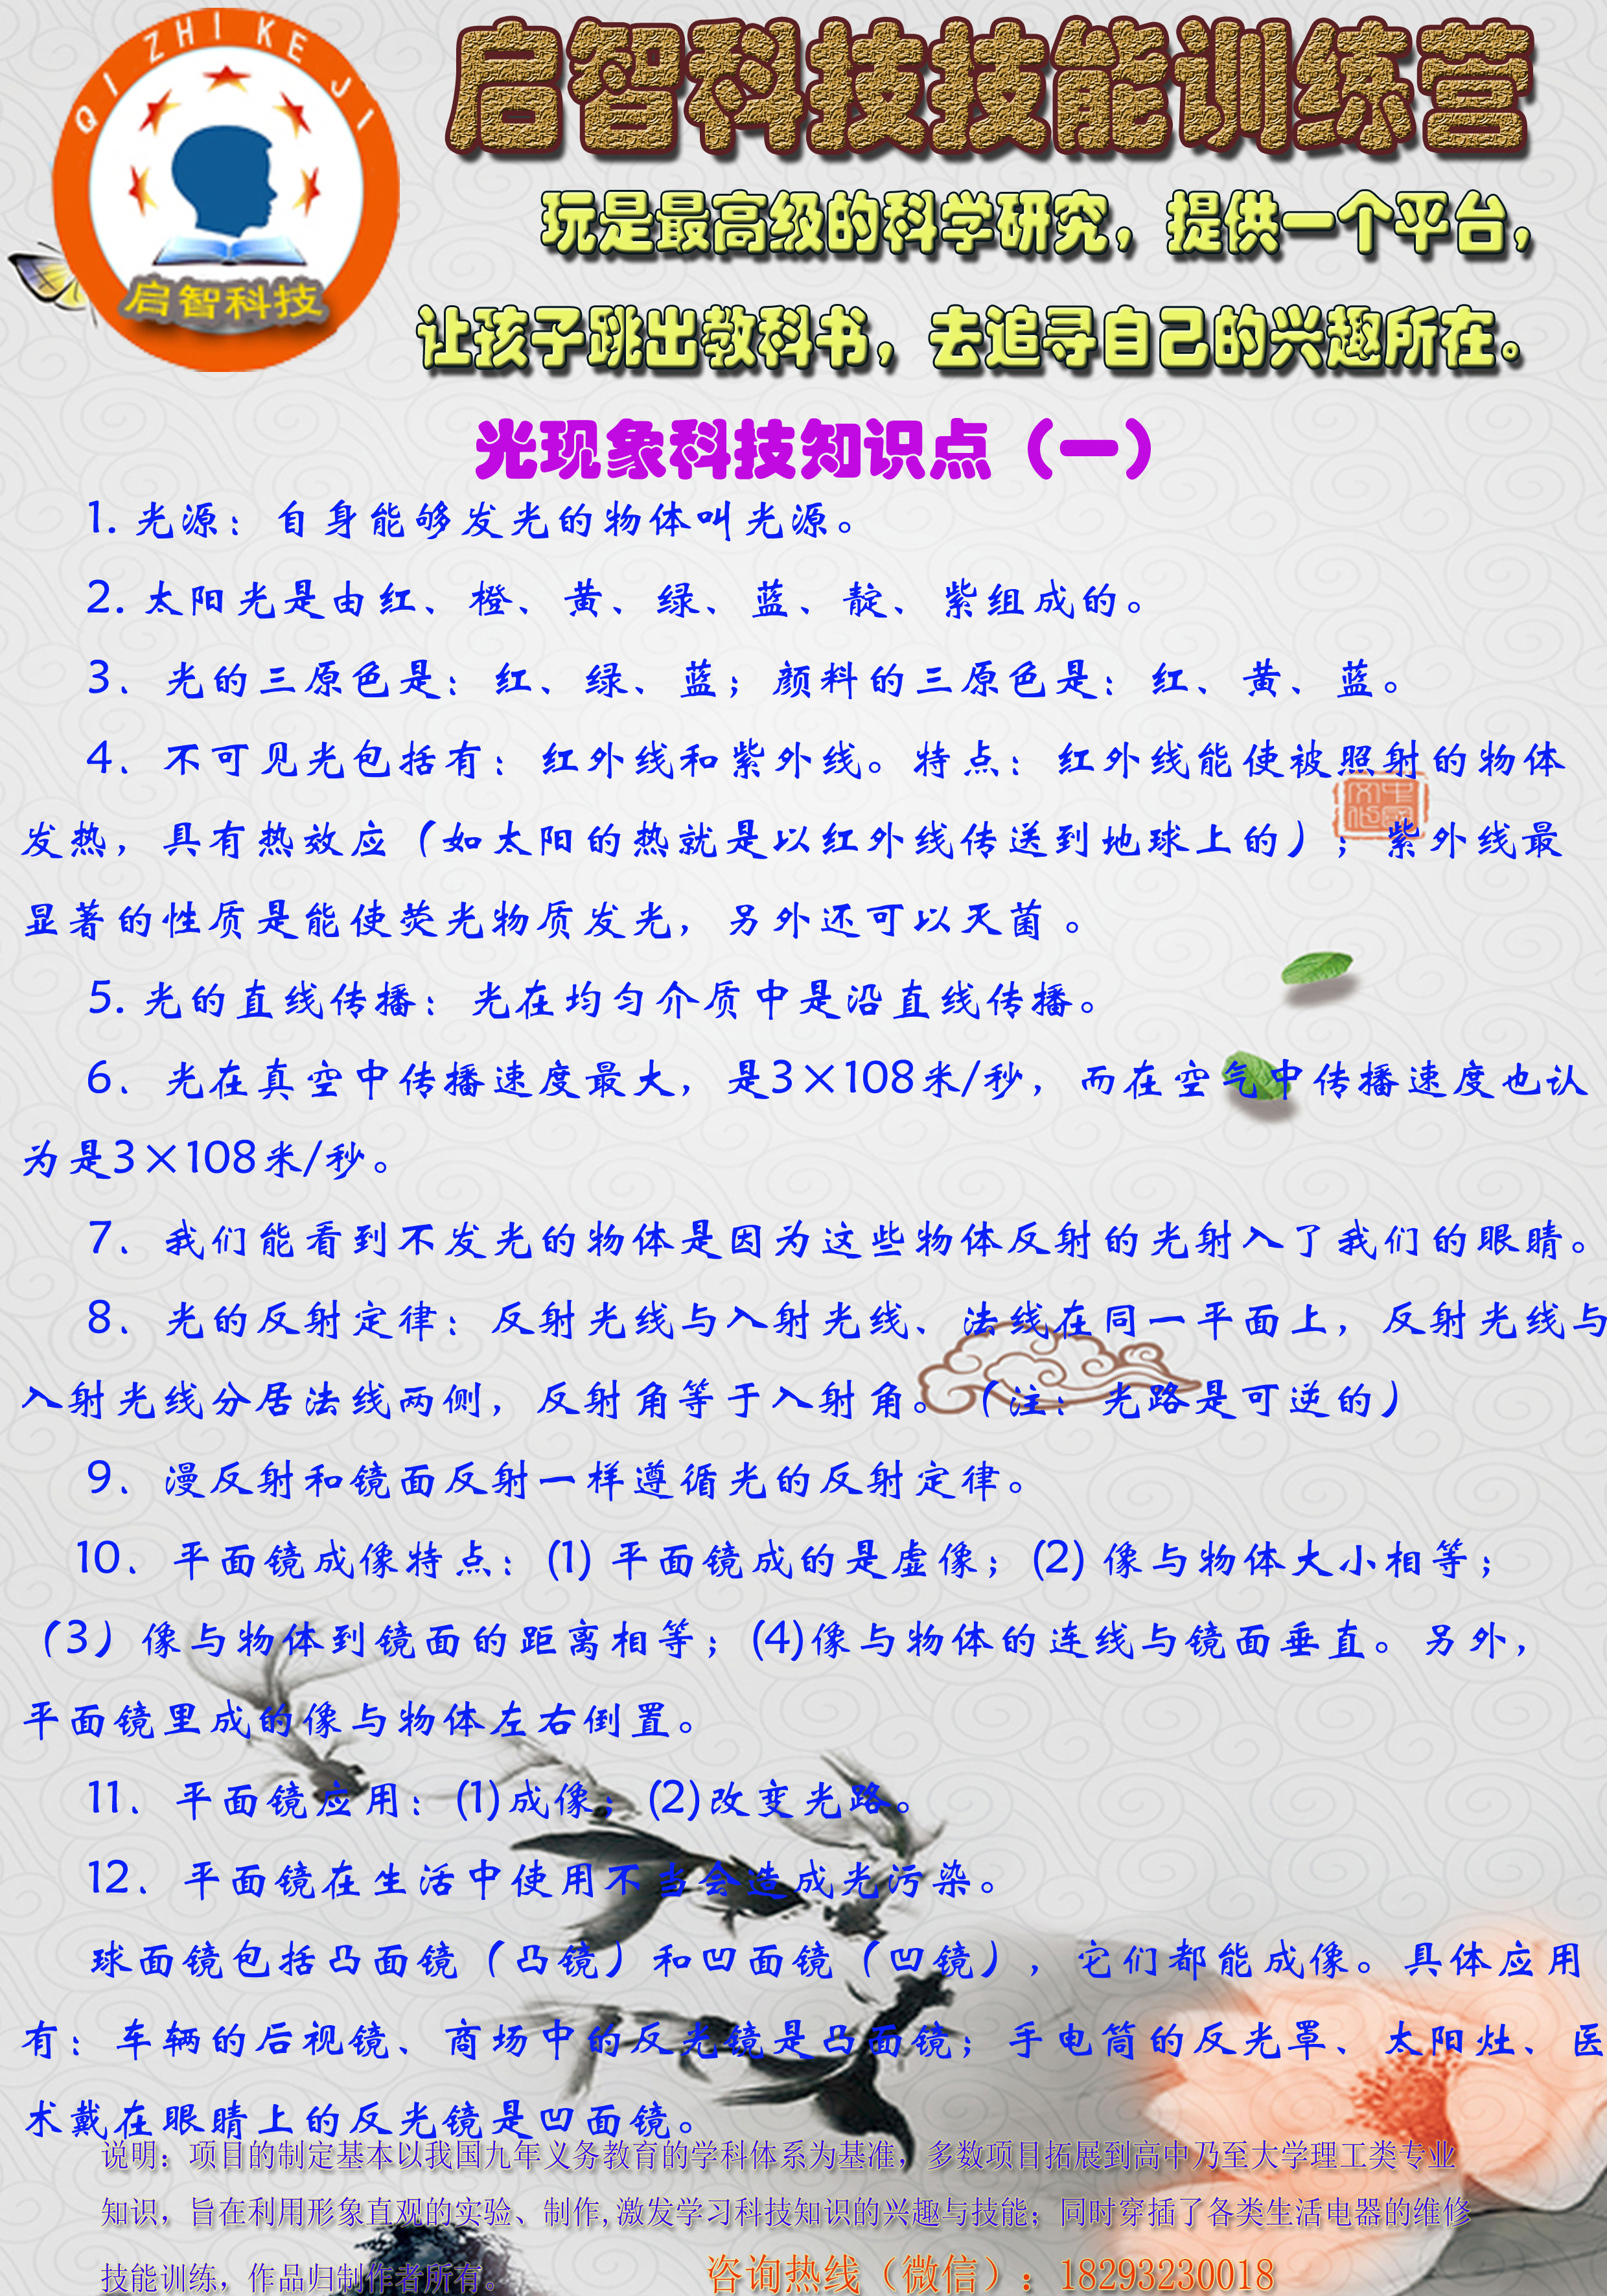 QI ZHI KE JI
启智科技
启智科技技能训练营
玩是最高级的科学研究，提供一个平台，
让孩子跳出教科书，去追寻自己的兴趣所在。
光现象科技知识点（一）
1. 光源：自身能够发光的物体叫光源。
2. 太阳光是由红、橙、黄、绿、蓝、靛、紫组成的。
3、光的三原色是：红、绿、蓝；颜料的三原色是：红、黄、蓝。
4、不可见光包括有：红外线和紫外线。特点：红外线能使被照射的物体
发热，具有热效应（如太阳的热就是以红外线传送到地球上的）；紫外线最
显著的性质是能使荧光物质发光，另外还可以灭菌 。
5. 光的直线传播：光在均匀介质中是沿直线传播。
6、光在真空中传播速度最大，是3×108米/秒，而在空气中传播速度也认
为是3×108米/秒。
7、我们能看到不发光的物体是因为这些物体反射的光射入了我们的眼睛。
8、光的反射定律：反射光线与入射光线、法线在同一平面上，反射光线与
入射光线分居法线两侧，反射角等于入射角。（注：光路是可逆的）
9、漫反射和镜面反射一样遵循光的反射定律。
10、平面镜成像特点：(1) 平面镜成的是虚像；(2) 像与物体大小相等；
（3）像与物体到镜面的距离相等；(4)像与物体的连线与镜面垂直。另外，
平面镜里成的像与物体左右倒置。
11、平面镜应用：(1)成像；(2)改变光路。
12、平面镜在生活中使用不当会造成光污染。
球面镜包括凸面镜（凸镜）和凹面镜（凹镜），它们都能成像。具体应用
有：车辆的后视镜、商场中的反光镜是凸面镜；手电筒的反光罩、太阳灶、医
术戴在眼睛上的反光镜是凹面镜。
说明：项目的制定基本以我国九年义务教育的学科体系为基准，多数项目拓展到高中乃至大学理工类专业
知识，旨在利用形象直观的实验、制作,激发学习科技知识的兴趣与技能；同时穿插了各类生活电器的维修
技能训练，作品归制作者所有。
咨询热线（微信）：18293230018